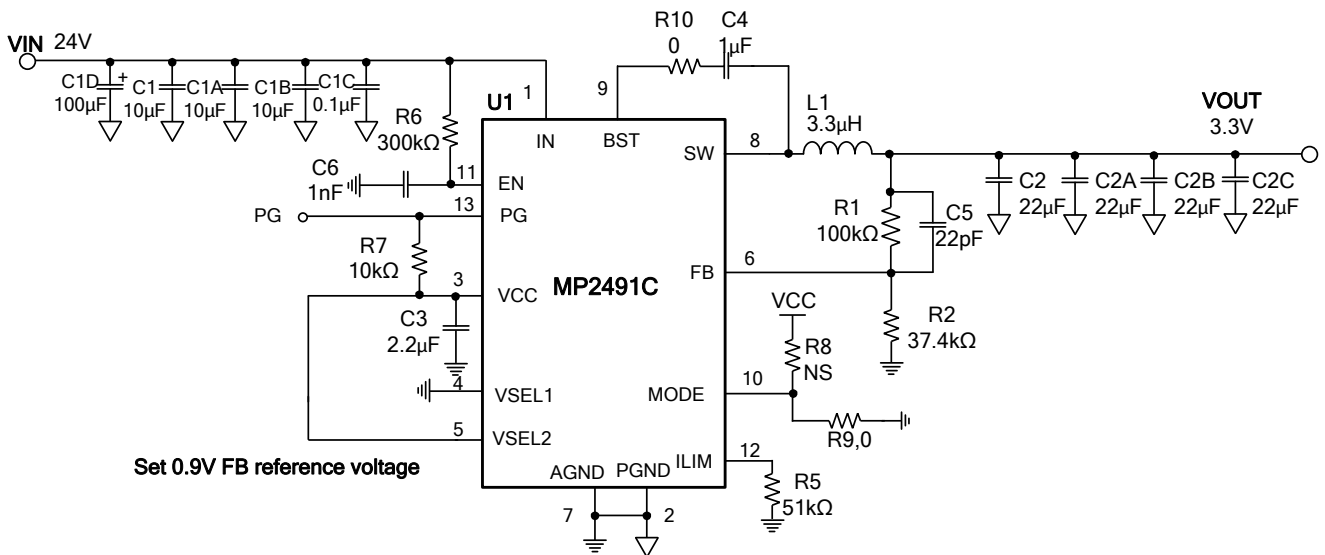 VIN 24V
C1D
100µF
+
C1
10µF
C1A
10µF
C1B
10µF
C1C
0.1µF
R6
300kΩ
C6
1nF
PG
R7
10kΩ
C3
2.2µF
Set 0.9V FB reference voltage
U1
1
9
11
13
3
4
5
7
2
12
10
6
8
IN
BST
SW
EN
PG
VCC
VSEL1
VSEL2
AGND
PGND
ILIM
MODE
FB
MP2491C
R10
0
C4
1µF
L1
3.3µH
VOUT
3.3V
C2
22µF
C2A
22µF
C2B
22µF
C2C
22µF
R1
100kΩ
C5
22pF
R2
37.4kΩ
VCC
R8
NS
R9,0
R5
51kΩ